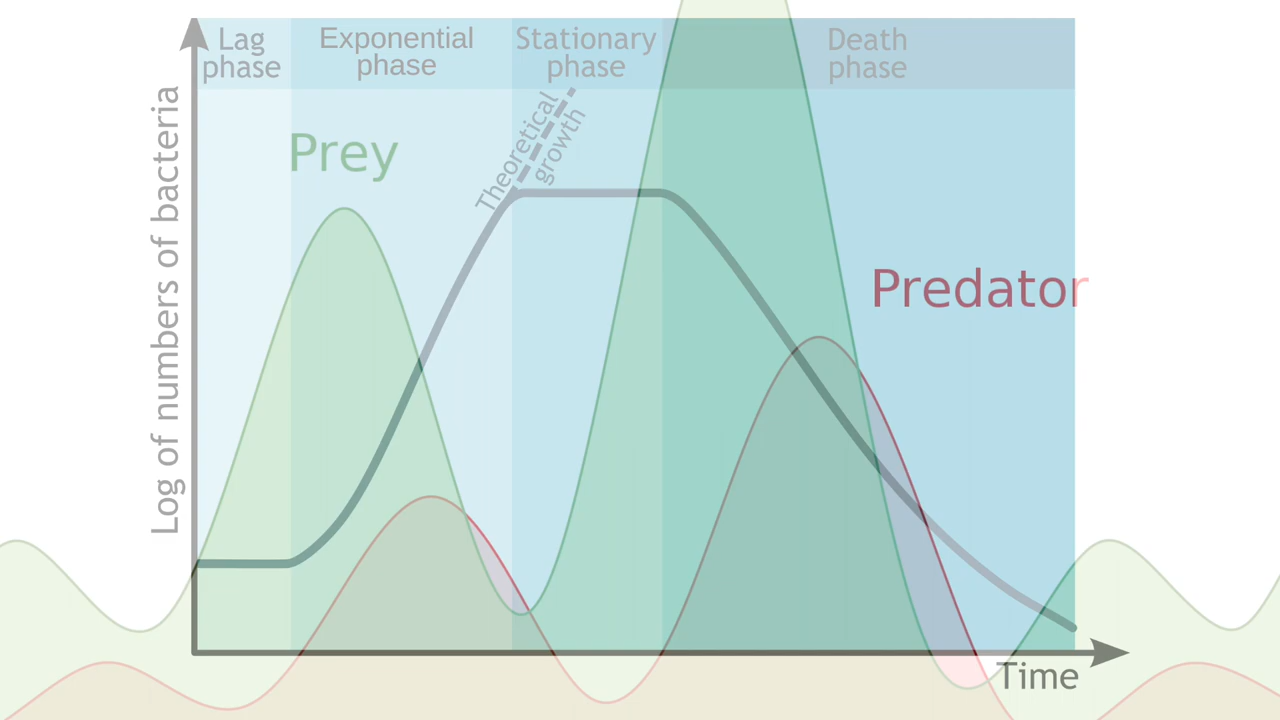 Lag
phase
Exponential
phase
Stationary
phase
Death
phase
Theoretical
growth
Prey
Predator
Log of numbers of bacteria
Time